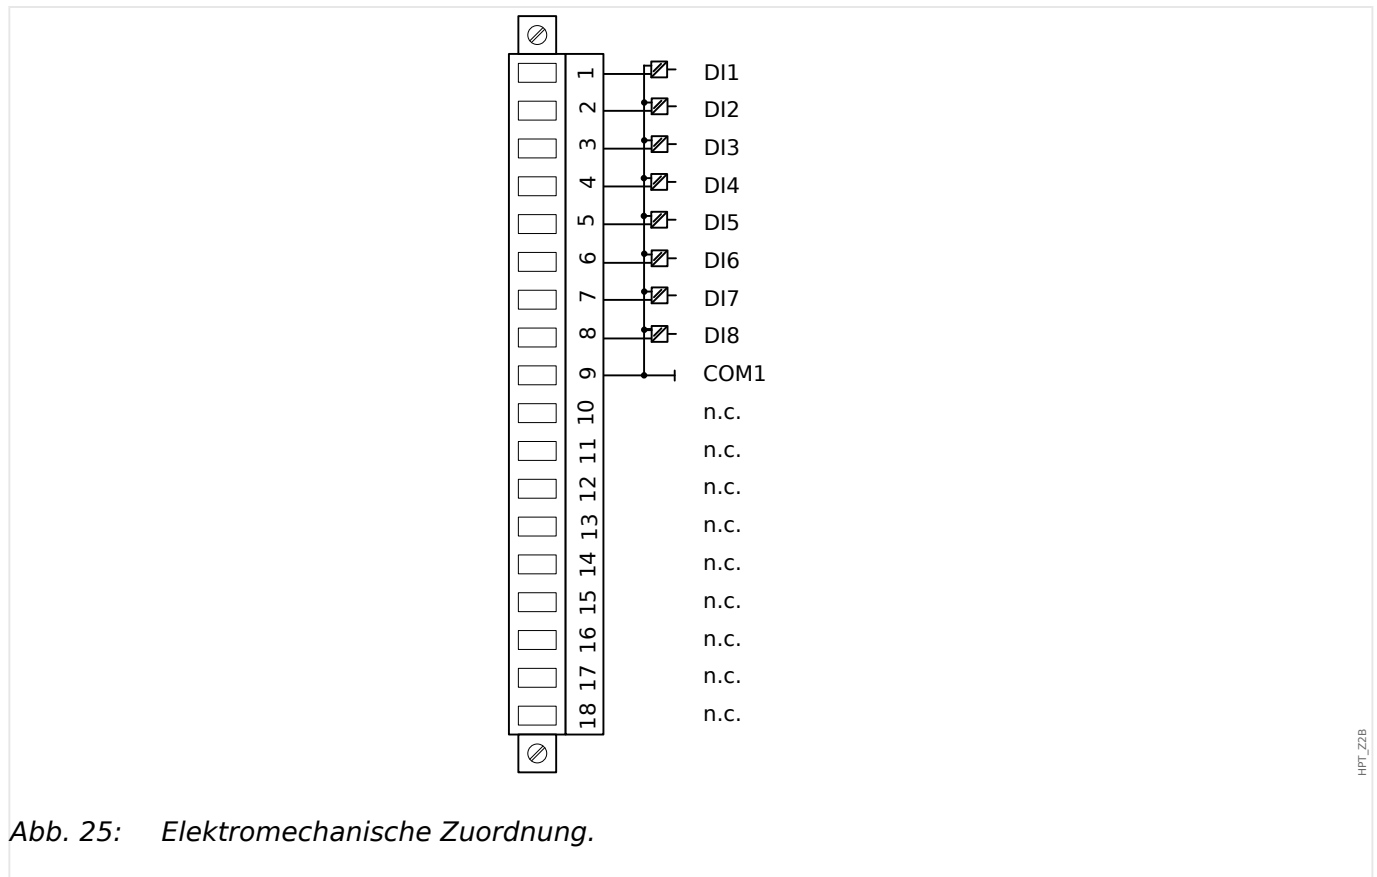 1 DI1
2 DI2
3 DI3
4 DI4
5 DI5
6 DI6
7 DI7
8 DI8
9 COM1
10 n.c.
11 n.c.
12 n.c.
13 n.c.
14 n.c.
15 n.c.
16 n.c.
17 n.c.
18 n.c.
HPT_Z2B
Abb. 25: Elektromechanische Zuordnung.